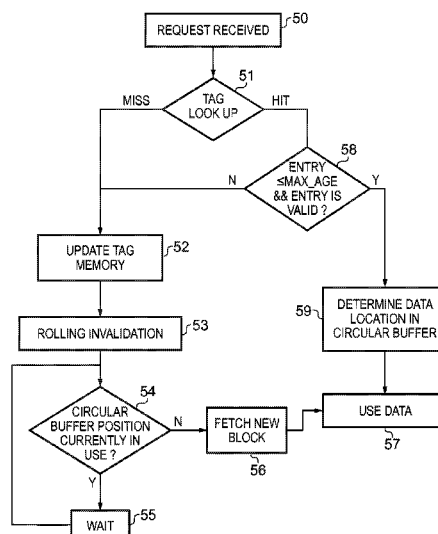 50
REQUEST RECEIVED
51
MISS
TAG
LOOK UP
HIT
58
N
ENTRY
≤MAX_AGE
&& ENTRY IS
VALID ?
Y
UPDATE TAG
MEMORY
52
59
DETERMINE DATA
LOCATION IN
CIRCULAR BUFFER
ROLLING INVALIDATION
53
54
CIRCULAR
BUFFER POSITION
CURRENTLY IN
USE ?
N
FETCH NEW
BLOCK
56
USE DATA
57
Y
WAIT
55